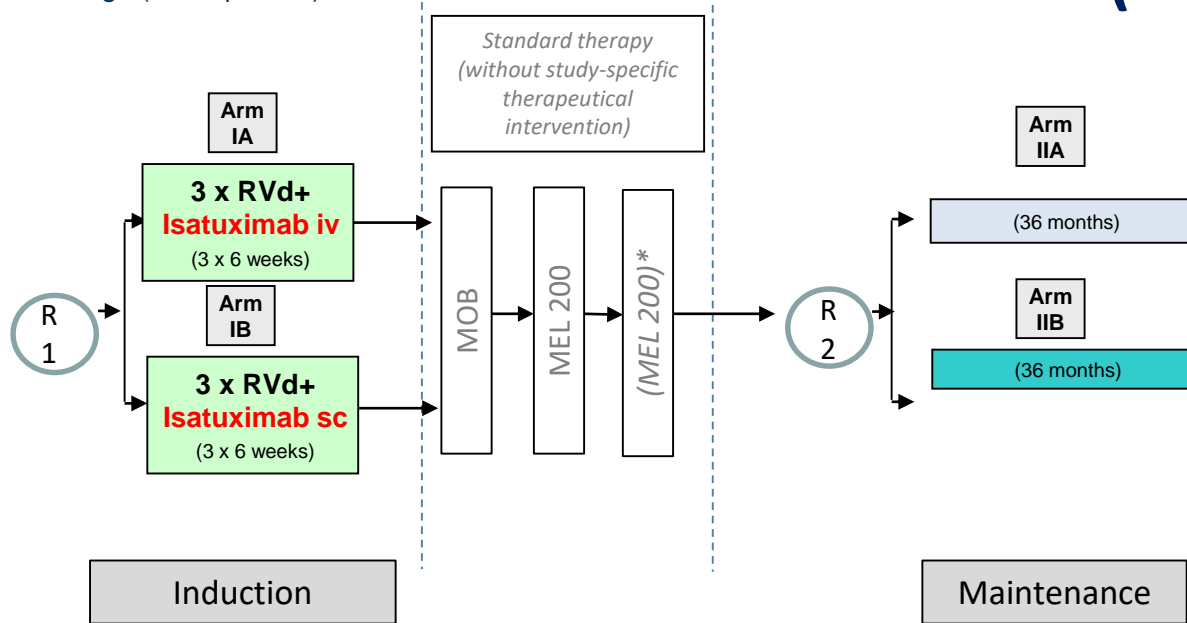 Standard therapy
(without study-specific
therapeutical
intervention)
Arm
IA
3 x RVd+
Isatuximab iv
(3 x 6 weeks)
Arm
IB
3 x RVd+
Isatuximab sc
(3 x 6 weeks)
R
1
MOB
MEL 200
(MEL 200)*
R
2
Arm
IIA
(36 months)
Arm
IIB
(36 months)
Induction
Maintenance